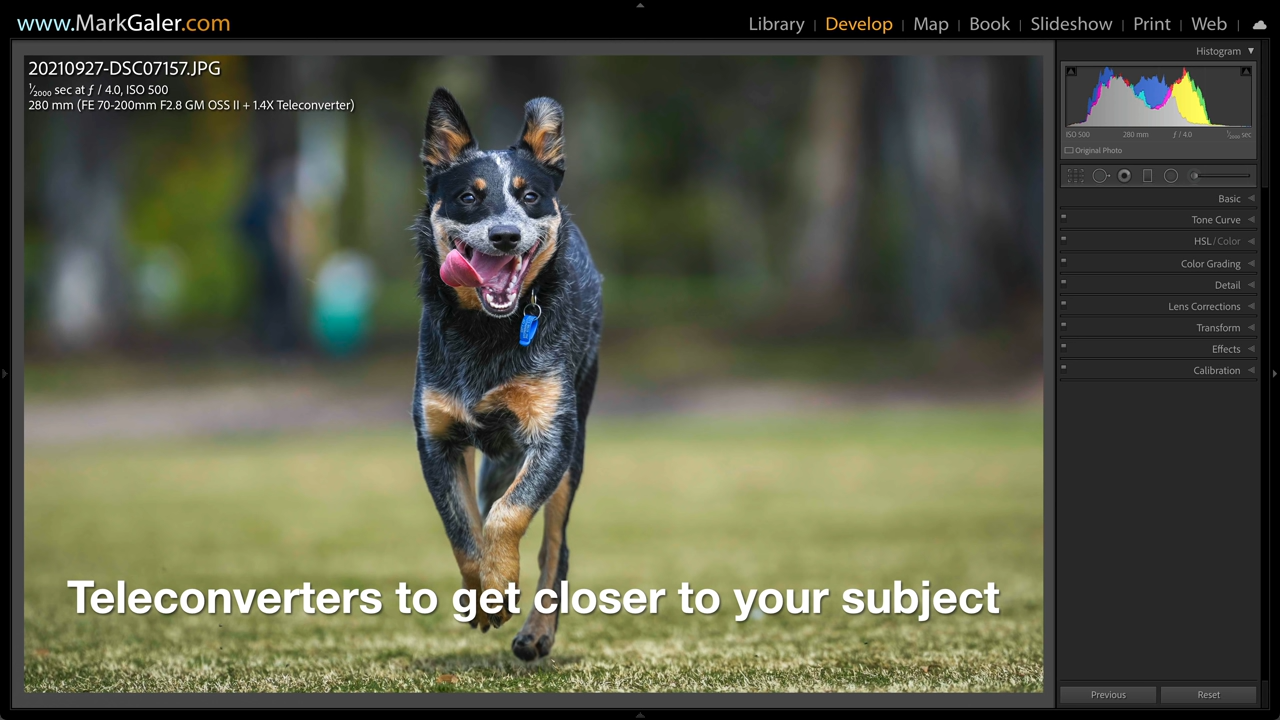 www.MarkGaler.com
Library | Develop | Map | Book | Slideshow | Print | Web |
20210927-DSC07157.JPG
1/2000 sec at ƒ / 4.0, ISO 500
280 mm (FE 70-200mm F2.8 GM OSS II + 1.4X Teleconverter)
Teleconverters to get closer to your subject
Histogram
ISO 500 280 mm ƒ / 4.0 1/2000 sec
Original Photo
Basic
Tone Curve
HSL / Color
Color Grading
Detail
Lens Corrections
Transform
Effects
Calibration
Previous Reset